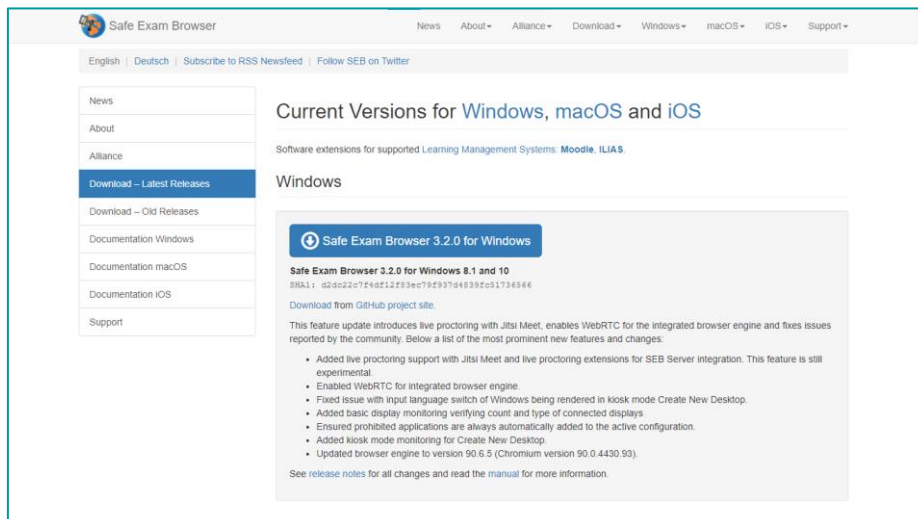 Safe Exam Browser
News About Alliance Download Windows macOS iOS Support
English | Deutsch | Subscribe to RSS Newsfeed | Follow SEB on Twitter
News
About
Alliance
Download – Latest Releases
Download – Old Releases
Documentation Windows
Documentation macOS
Documentation iOS
Support
Current Versions for Windows, macOS and iOS
Software extensions for supported Learning Management Systems: Moodle, ILIAS.
Windows
Safe Exam Browser 3.2.0 for Windows
Safe Exam Browser 3.2.0 for Windows 8.1 and 10
SHA1:
Download from GitHub project site.
This feature update introduces live proctoring with Jitsi Meet, enables WebRTC for the integrated browser engine and fixes issues
reported by the community. Below a list of the most prominent new features and changes:
• Added live proctoring support with Jitsi Meet and live proctoring extensions for SEB Server integration. This feature is still
experimental.
• Enabled WebRTC for integrated browser engine.
• Fixed issue with input language switch of Windows being rendered in kiosk mode Create New Desktop.
• Added basic display monitoring verifying count and type of connected displays
• Ensured prohibited applications are always automatically added to the active configuration.
• Added kiosk mode monitoring for Create New Desktop.
• Updated browser engine to version 90.6.5 (Chromium version 90.0.4430.93).
See release notes for all changes and read the manual for more information.